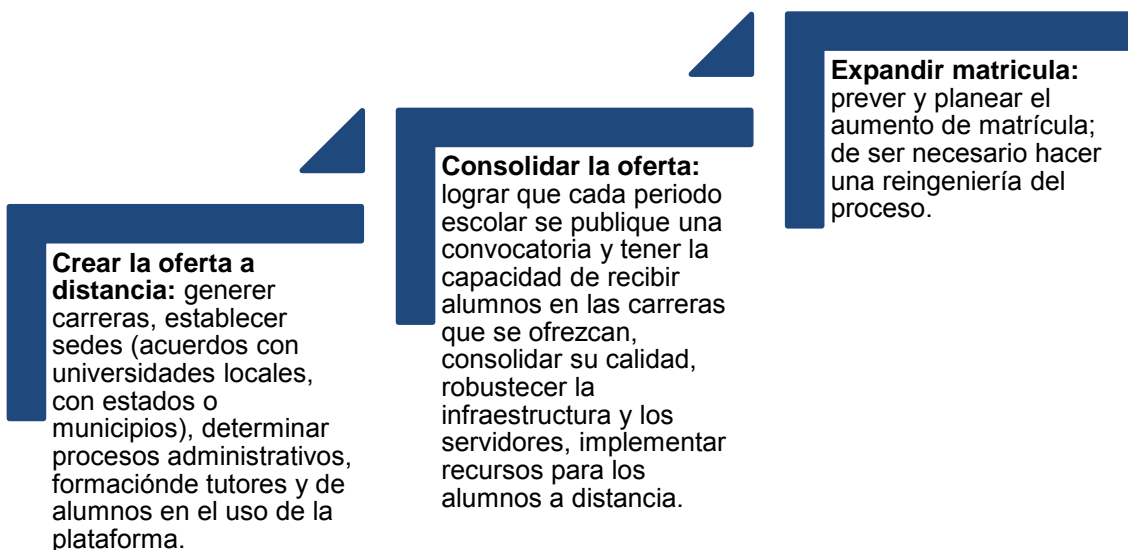 Crear la oferta a
distancia: generer
carreras, establecer
sedes (acuerdos con
universidades locales,
con estados o
municipios), determinar
procesos administrativos,
formaciónde tutores y de
alumnos en el uso de la
plataforma.
Consolidar la oferta:
lograr que cada periodo
escolar se publique una
convocatoria y tener la
capacidad de recibir
alumnos en las carreras
que se ofrezcan,
consolidar su calidad,
robustecer la
infraestructura y los
servidores, implementar
recursos para los
alumnos a distancia.
Expandir matricula:
prever y planear el
aumento de matrícula;
de ser necesario hacer
una reingeniería del
proceso.